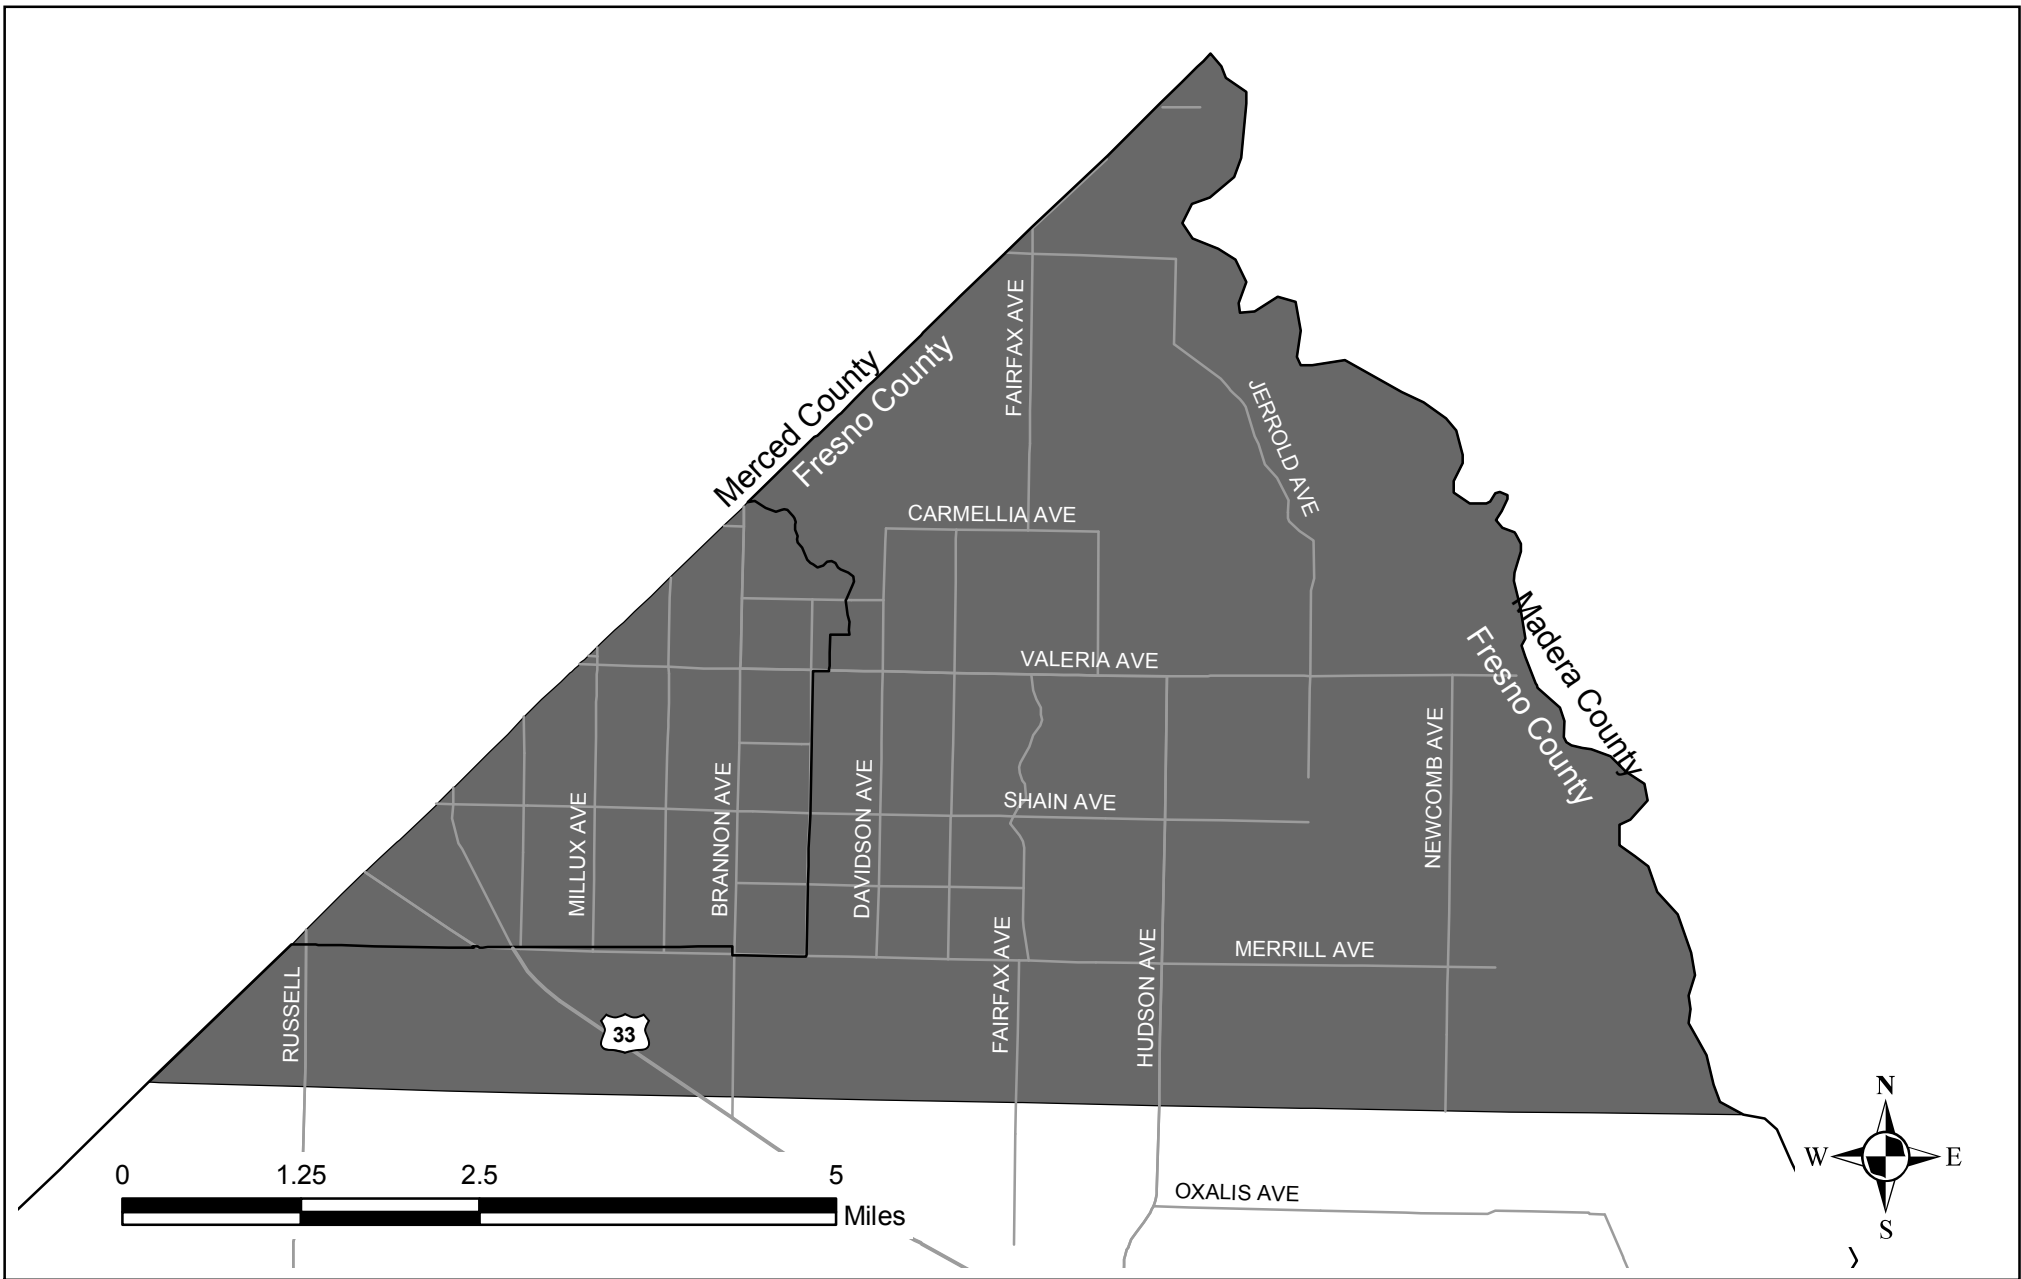 Merced County
Fresno County
FAIRFAX AVE
JERROLD AVE
CARMELLIA AVE
VALERIA AVE
Madera County
Fresno County
SHAIN AVE
MILLUX AVE
BRANNON AVE
DAVIDSON AVE
NEWCOMB AVE
MERRILL AVE
RUSSELL
33
FAIRFAX AVE
HUDSON AVE
OXALIS AVE
0 1.25 2.5 5
Miles
N
W E
S